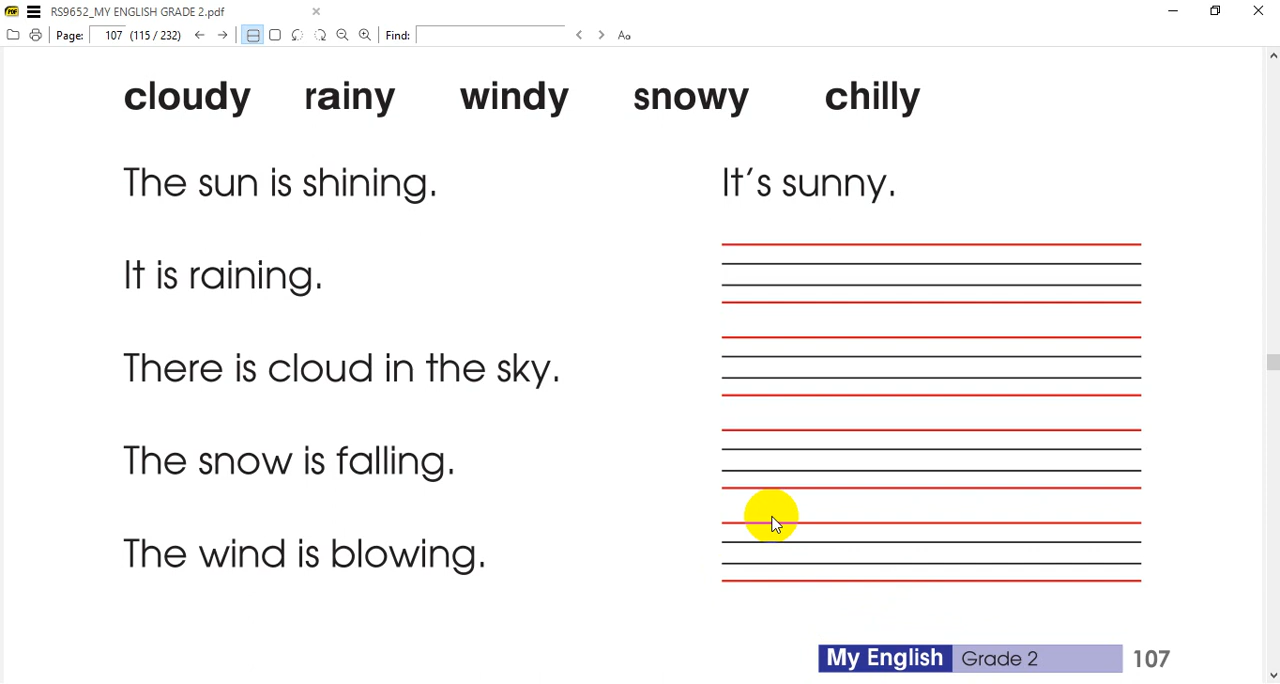 RS9652_MY ENGLISH GRADE 2.pdf
Page: 107 (115 / 232) Find: Aa
cloudy rainy windy snowy chilly
The sun is shining. It's sunny.
It is raining.
There is cloud in the sky.
The snow is falling.
The wind is blowing.
My English Grade 2 107